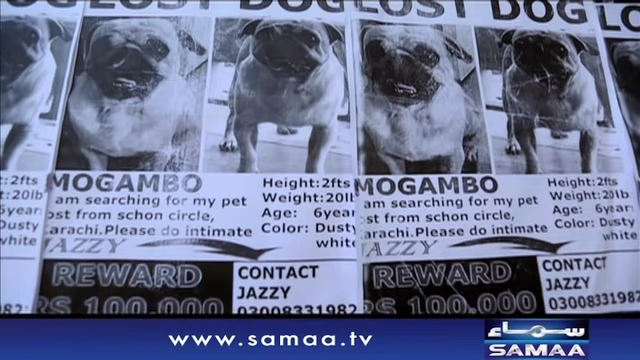 LOST DOG
LOST DOG
MOGAMBO
I am searching for my pet
lost from schon circle,
Karachi.Please do intimate
JAZZY
Height:2fts
Weight:20lb
Age: 6years
Color: Dusty
white
REWARD
RS 100,000
CONTACT
JAZZY
03008331982
MOGAMBO
am searching for my pet
ost from schon circle,
arachi.Please do intimate
JAZZY
Height:2fts
Weight:20lb
Age: 6year
Color: Dusty
white
REWARD
RS 100,000
CONTACT
JAZZY
03008331982
www.samaa.tv
سماء
SAMAA